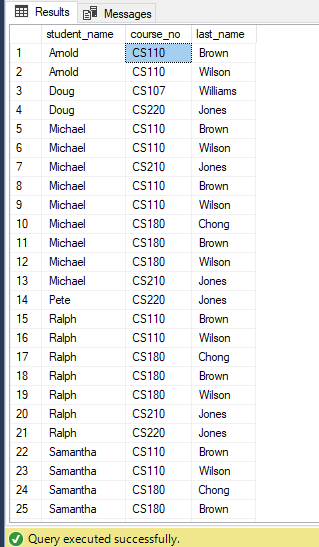 Results Messages
student_name course_no last_name
1 Arnold CS110 Brown
2 Arnold CS110 Wilson
3 Doug CS107 Williams
4 Doug CS220 Jones
5 Michael CS110 Brown
6 Michael CS110 Wilson
7 Michael CS210 Jones
8 Michael CS110 Brown
9 Michael CS110 Wilson
10 Michael CS180 Chong
11 Michael CS180 Brown
12 Michael CS180 Wilson
13 Michael CS210 Jones
14 Pete CS220 Jones
15 Ralph CS110 Brown
16 Ralph CS110 Wilson
17 Ralph CS180 Chong
18 Ralph CS180 Brown
19 Ralph CS180 Wilson
20 Ralph CS210 Jones
21 Ralph CS220 Jones
22 Samantha CS110 Brown
23 Samantha CS110 Wilson
24 Samantha CS180 Chong
25 Samantha CS180 Brown
Query executed successfully.